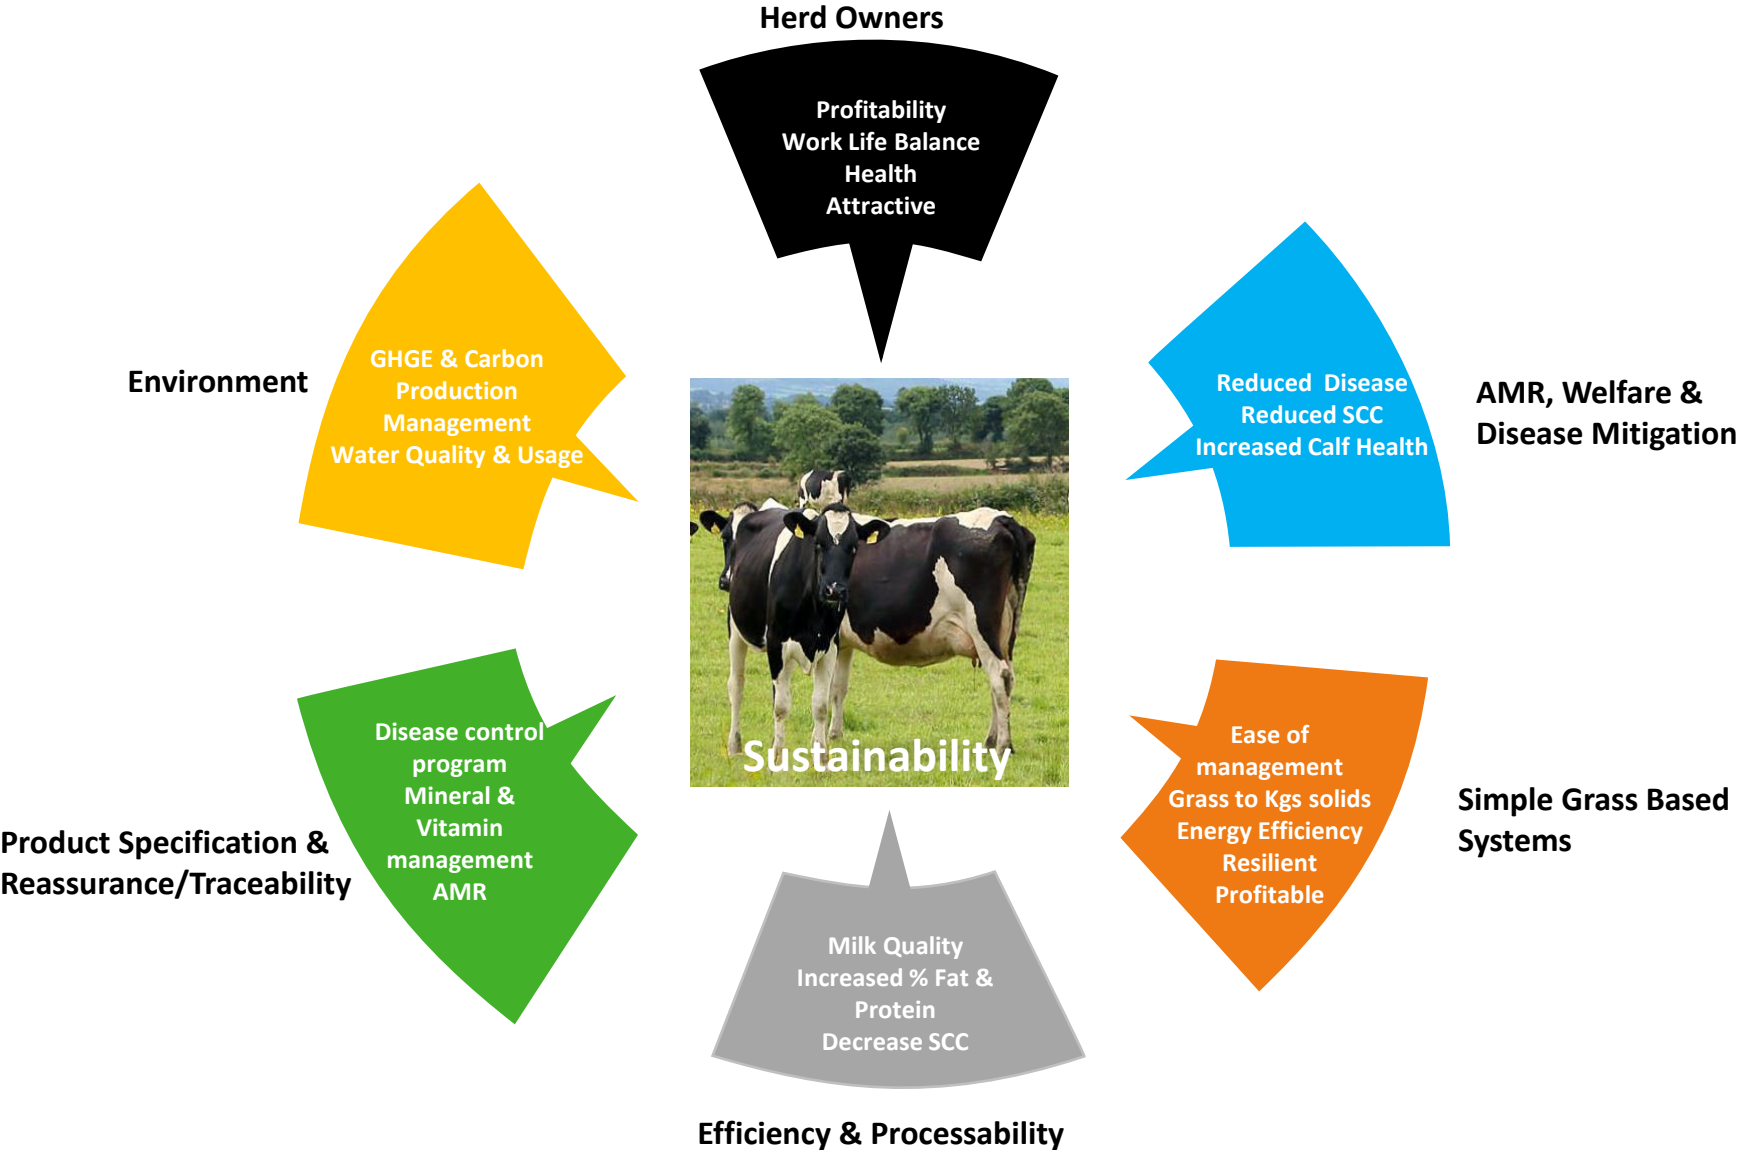 Herd Owners
Profitability
Work Life Balance
Health
Attractive
Environment
GHGE & Carbon
Production
Management
Water Quality & Usage
Reduced Disease
Reduced SCC
Increased Calf Health
AMR, Welfare &
Disease Mitigation
Sustainability
Product Specification &
Reassurance/Traceability
Disease control
program
Mineral &
Vitamin
management
AMR
Ease of
management
Grass to Kgs solids
Energy Efficiency
Resilient
Profitable
Simple Grass Based
Systems
Milk Quality
Increased % Fat &
Protein
Decrease SCC
Efficiency & Processability